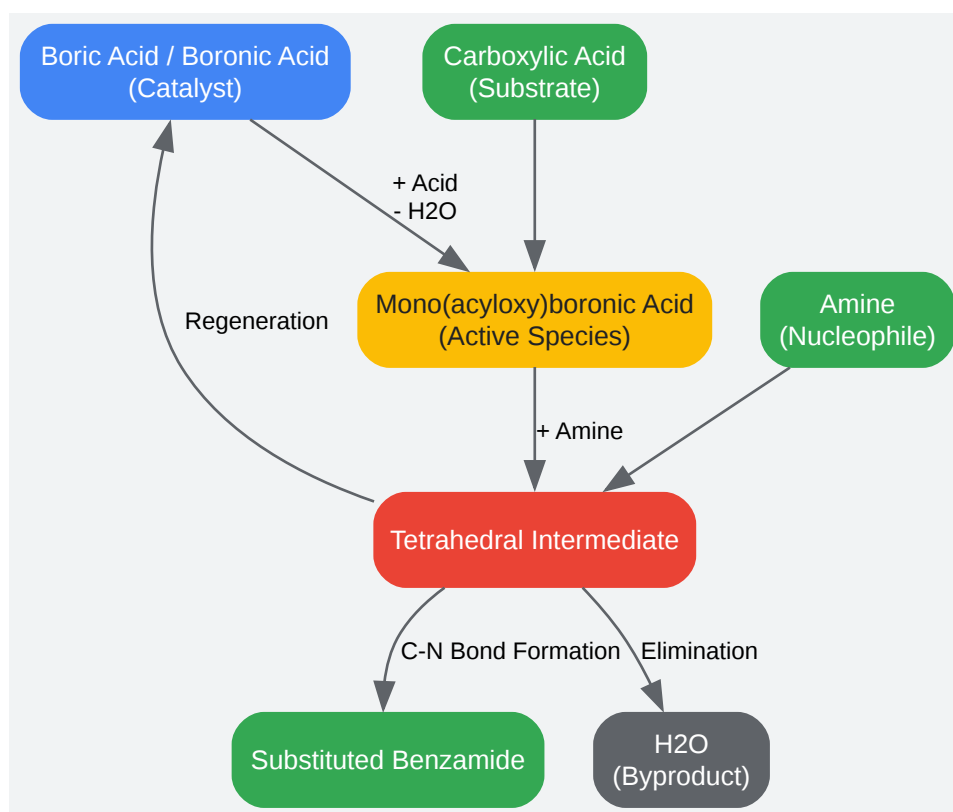 Boric Acid / Boronic Acid
(Catalyst)
Carboxylic Acid
(Substrate)
+ Acid
- H2O
Mono(acyloxy)boronic Acid
(Active Species)
Amine
(Nucleophile)
Regeneration
+ Amine
Tetrahedral Intermediate
C-N Bond Formation
Elimination
Substituted Benzamide
H2O
(Byproduct)